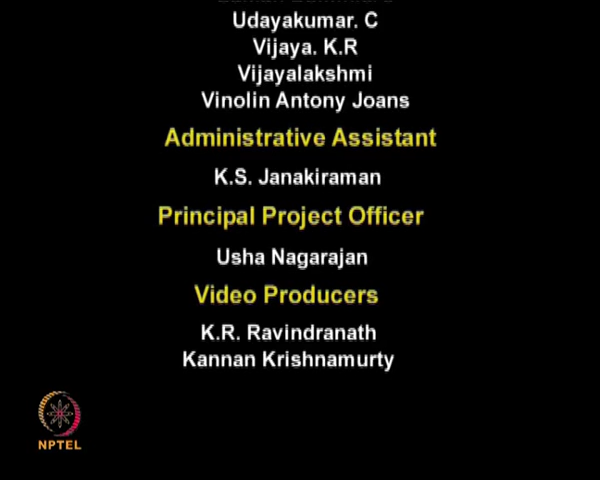 Udayakumar. C
Vijaya. K.R
Vijayalakshmi
Vinolin Antony Joans
Administrative Assistant
K.S. Janakiraman
Principal Project Officer
Usha Nagarajan
Video Producers
K.R. Ravindranath
Kannan Krishnamurty
NPTEL